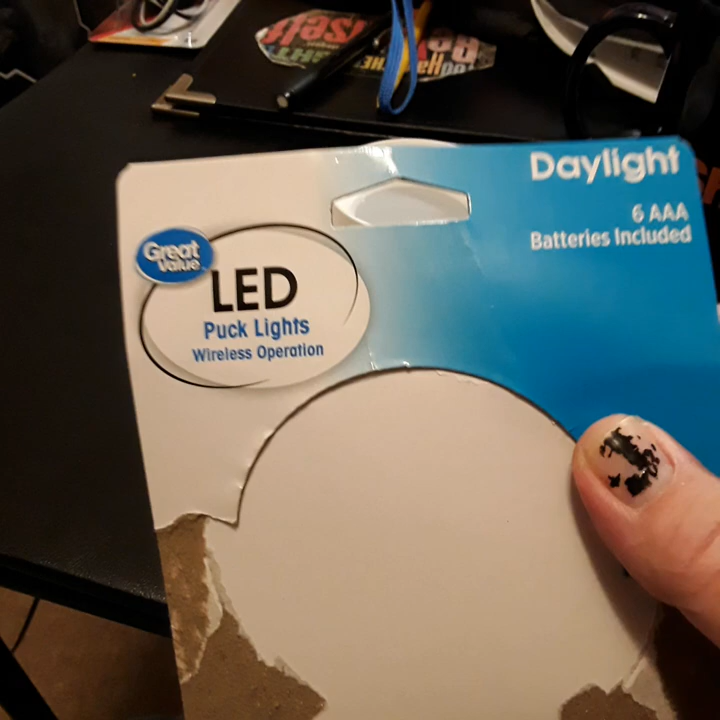 Daylight
6 AAA
Batteries Included
Great
Value
LED
Puck Lights
Wireless Operation